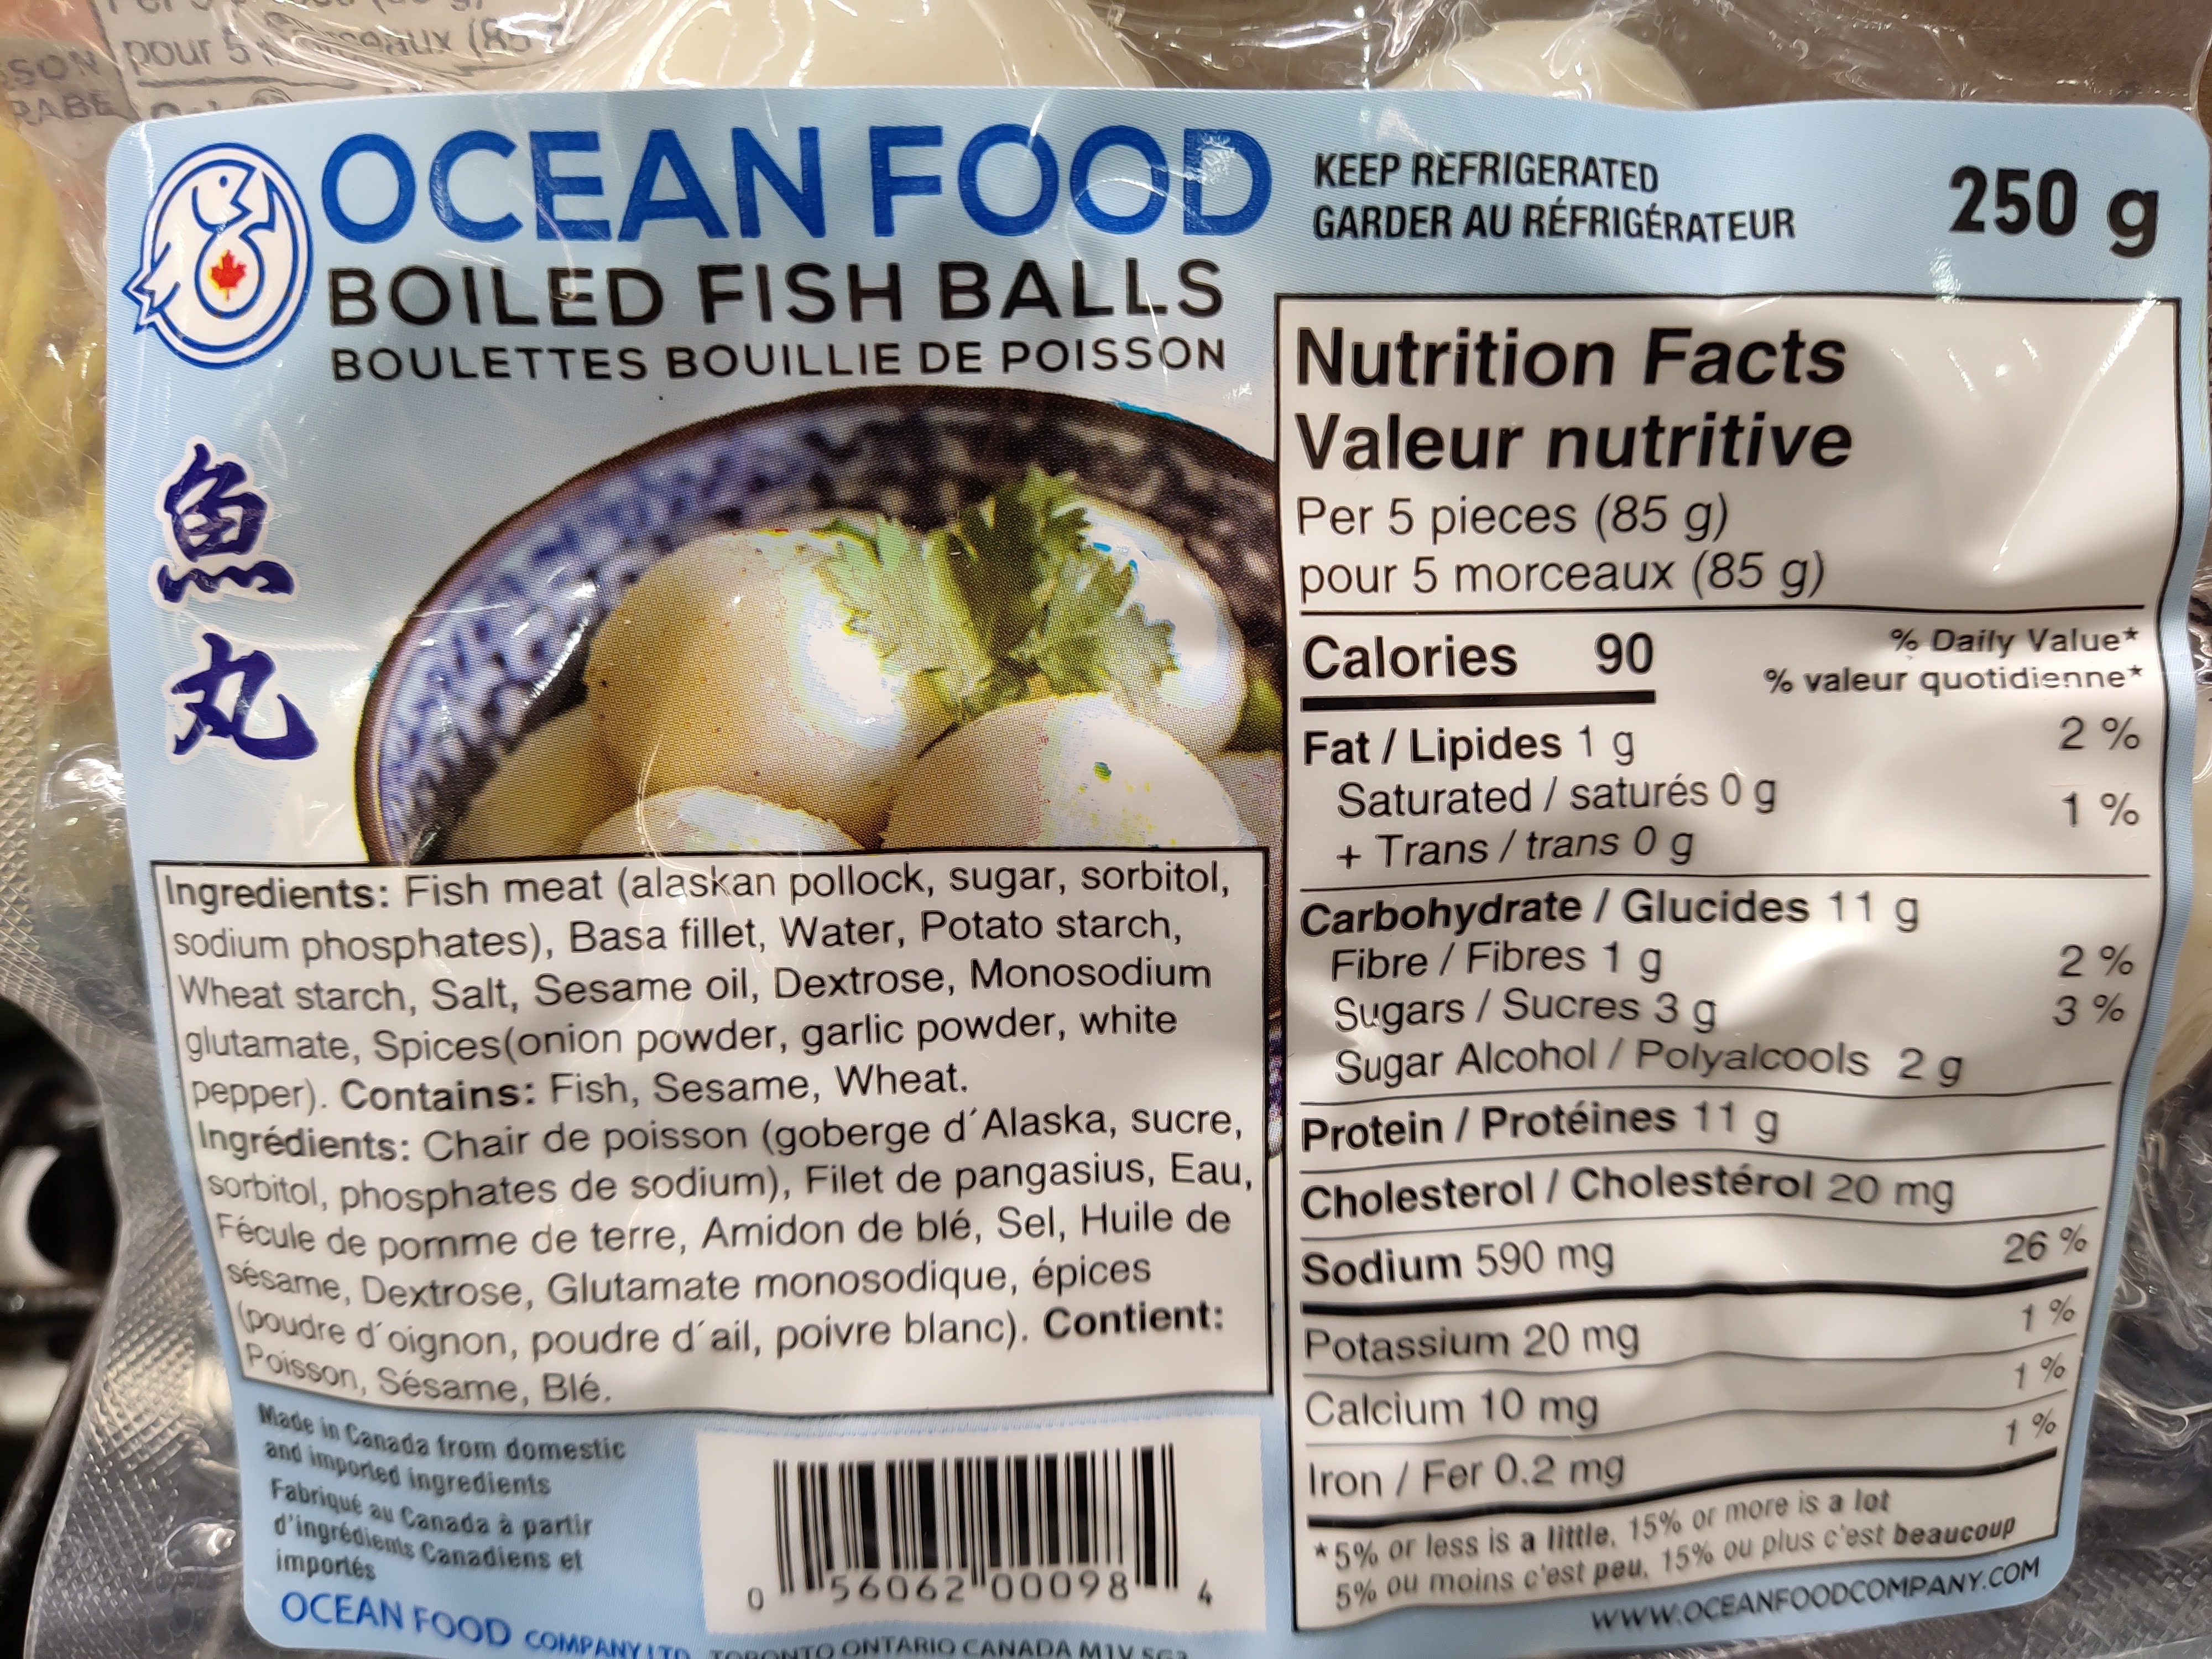 pour 5
SON
RABE
OCEAN FOOD
BOILED FISH BALLS
BOULETTES BOUILLIE DE POISSON
魚
丸
KEEP REFRIGERATED
GARDER AU RÉFRIGÉRATEUR
250 g
Ingredients: Fish meat (alaskan pollock, sugar, sorbitol,
sodium phosphates), Basa fillet, Water, Potato starch,
Wheat starch, Salt, Sesame oil, Dextrose, Monosodium
glutamate, Spices(onion powder, garlic powder, white
pepper). Contains: Fish, Sesame, Wheat.
Ingrédients: Chair de poisson (goberge d´Alaska, sucre,
sorbitol, phosphates de sodium), Filet de pangasius, Eau,
Fécule de pomme de terre, Amidon de blé, Sel, Huile de
sésame, Dextrose, Glutamate monosodique, épices
(poudre d´oignon, poudre d´ail, poivre blanc). Contient:
Poisson, Sésame, Blé.
Made in Canada from domestic
and imported ingredients
Fabriqué au Canada à partir
d'ingrédients Canadiens et
importés
OCEAN FOOD COMPANY LTD TORONTO ONTARIO CANADA M1V
0 56062 00098 4
Nutrition Facts
Valeur nutritive
Per 5 pieces (85 g)
pour 5 morceaux (85 g)
Calories 90
% Daily Value*
% valeur quotidienne*
Fat / Lipides 1 g 2 %
Saturated / saturés 0 g 1 %
+ Trans / trans 0 g
Carbohydrate / Glucides 11 g
Fibre / Fibres 1 g 2 %
Sugars / Sucres 3 g 3 %
Sugar Alcohol / Polyalcools 2 g
Protein / Protéines 11 g
Cholesterol / Cholestérol 20 mg
Sodium 590 mg 26 %
Potassium 20 mg 1 %
Calcium 10 mg 1 %
Iron / Fer 0.2 mg 1 %
*5% or less is a little, 15% or more is a lot
5% ou moins c'est peu, 15% ou plus c'est beaucoup
WWW.OCEANFOODCOMPANY.COM